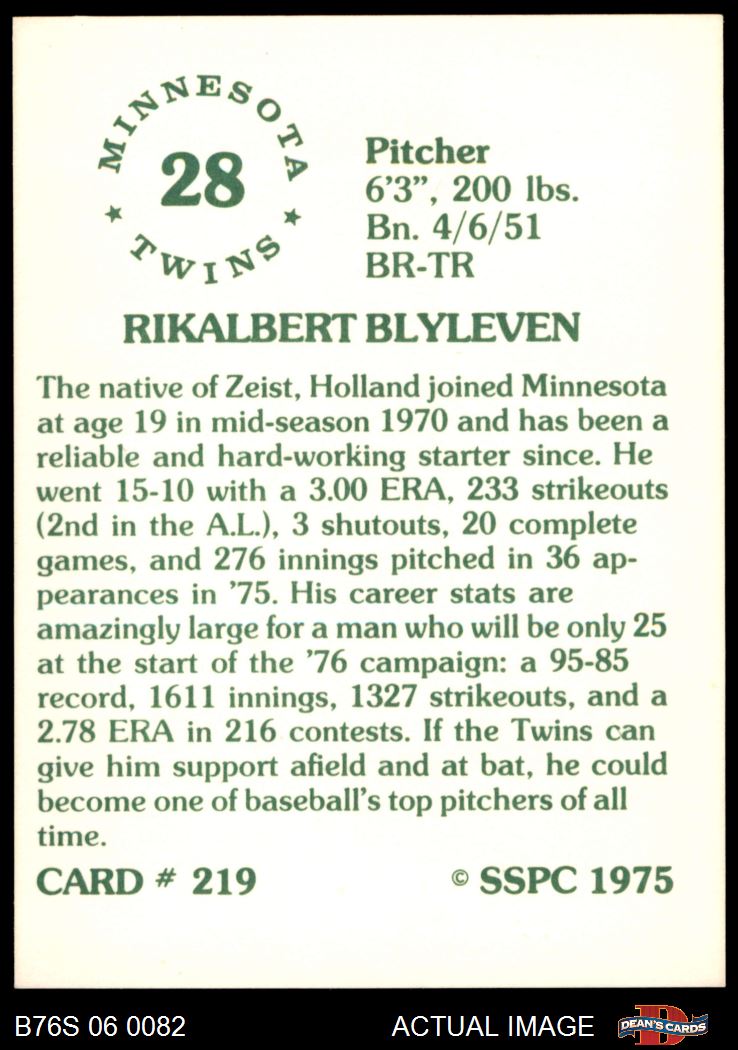 MINNESOTA
28
★ TWINS ★
Pitcher
6'3”, 200 lbs.
Bn. 4/6/51
BR-TR
RIKALBERT BLYLEVEN
The native of Zeist, Holland joined Minnesota
at age 19 in mid-season 1970 and has been a
reliable and hard-working starter since. He
went 15-10 with a 3.00 ERA, 233 strikeouts
(2nd in the A.L.), 3 shutouts, 20 complete
games, and 276 innings pitched in 36 ap-
pearances in ’75. His career stats are
amazingly large for a man who will be only 25
at the start of the ’76 campaign: a 95-85
record, 1611 innings, 1327 strikeouts, and a
2.78 ERA in 216 contests. If the Twins can
give him support afield and at bat, he could
become one of baseball’s top pitchers of all
time.
CARD # 219 © SSPC 1975
B76S 06 0082 ACTUAL IMAGE D DEAN'S CARDS